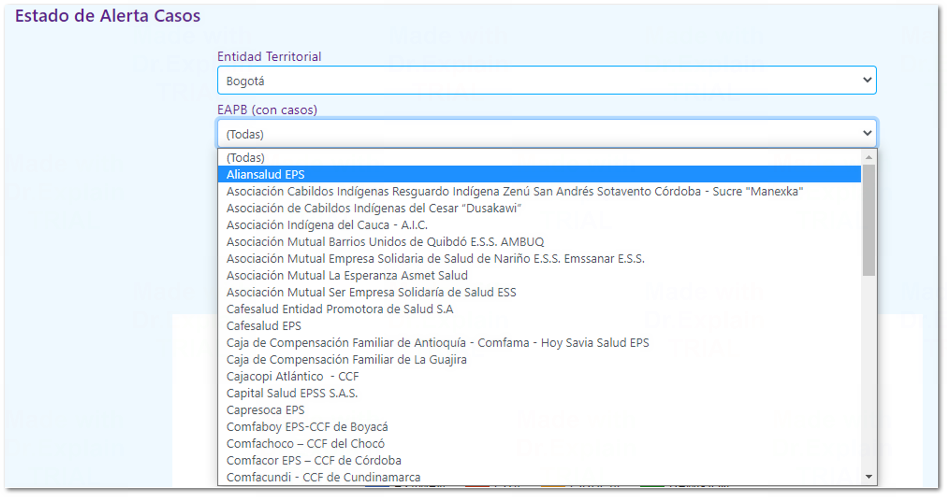 Estado de Alerta Casos
Entidad Territorial
Bogotá
EAPB (con casos)
(Todas)
(Todas)
Aliansalud EPS
Asociación Cabildos Indígenas Resguardo Indígena Zenú San Andrés Sotavento Córdoba - Sucre "Manexka"
Asociación de Cabildos Indígenas del Cesar “Dusakawi”
Asociación Indígena del Cauca - A.I.C.
Asociación Mutual Barrios Unidos de Quibdó E.S.S. AMBUQ
Asociación Mutual Empresa Solidaria de Salud de Nariño E.S.S. Emssanar E.S.S.
Asociación Mutual La Esperanza Asmet Salud
Asociación Mutual Ser Empresa Solidaría de Salud ESS
Cafesalud Entidad Promotora de Salud S.A
Cafesalud EPS
Caja de Compensación Familiar de Antioquía - Comfama - Hoy Savia Salud EPS
Caja de Compensación Familiar de La Guajira
Cajacopi Atlántico - CCF
Capital Salud EPSS S.A.S.
Capresoca EPS
Comfaboy EPS-CCF de Boyacá
Comfachoco – CCF del Chocó
Comfacor EPS – CCF de Córdoba
Comfacundi - CCF de Cundinamarca